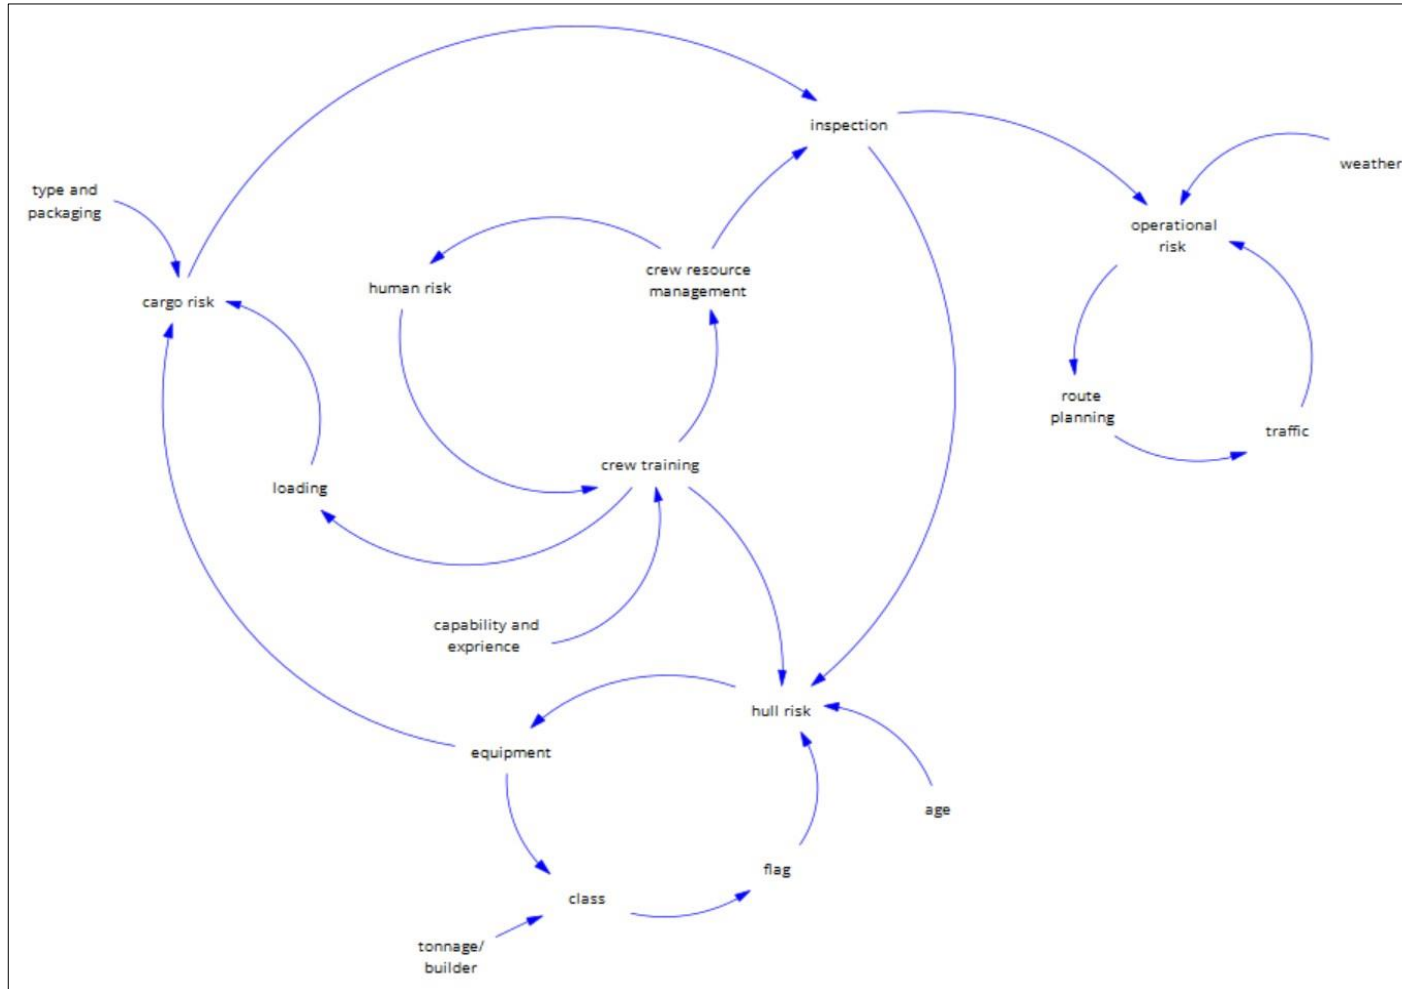 inspection
weather
type and
packaging
operational
risk
crew resource
management
human risk
cargo risk
route
planning
traffic
crew training
loading
capability and
exprience
hull risk
equipment
age
flag
class
tonnage/
builder